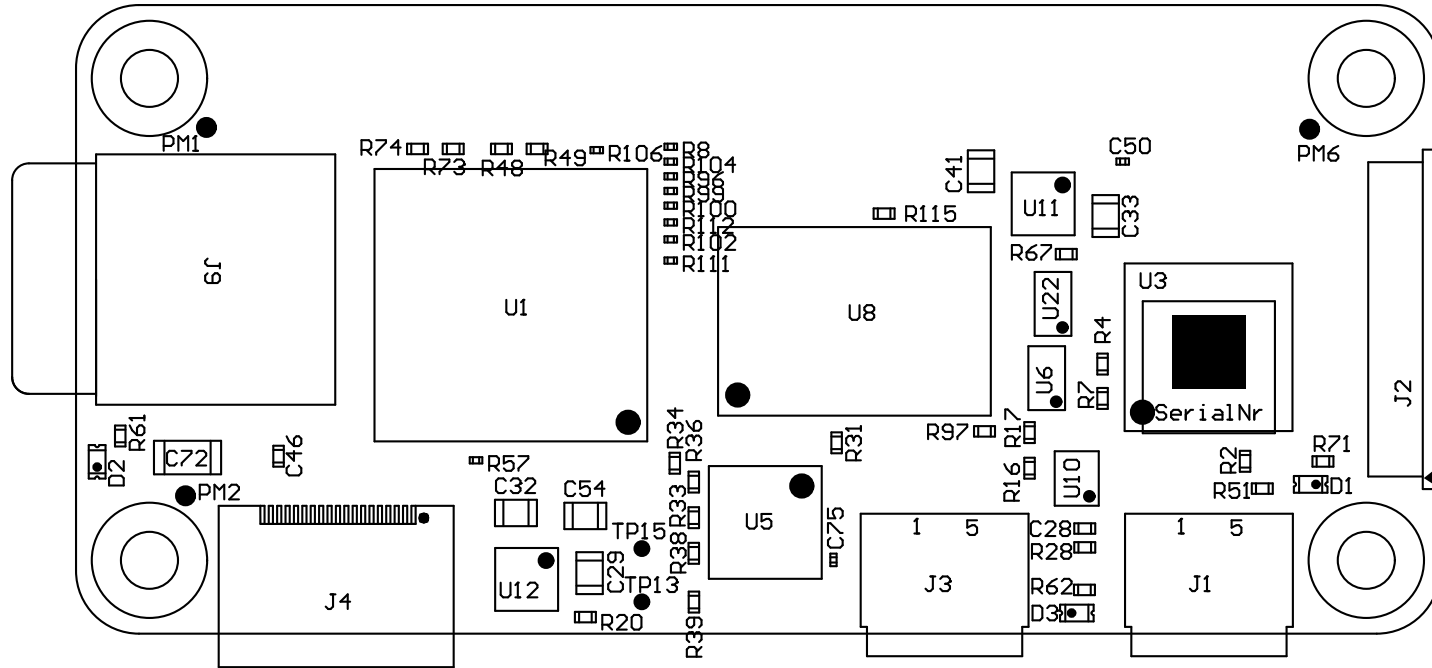 PM1
R74
R73
R48
R49
R106
R8
R104
R96
R99
R100
R112
R102
R111
C41
C50
PM6
U11
C33
R115
R67
J9
U1
U8
U22
U3
R4
U6
R7
SerialNr
J2
R61
D2
C72
C46
R57
R34
R36
R31
R97
R17
R16
U10
R2
R71
R51
D1
PM2
C32
C54
R33
U5
C75
1 5
1 5
C28
R28
TP15
R38
C29
TP13
U12
J4
R20
R39
J3
R62
D3
J1